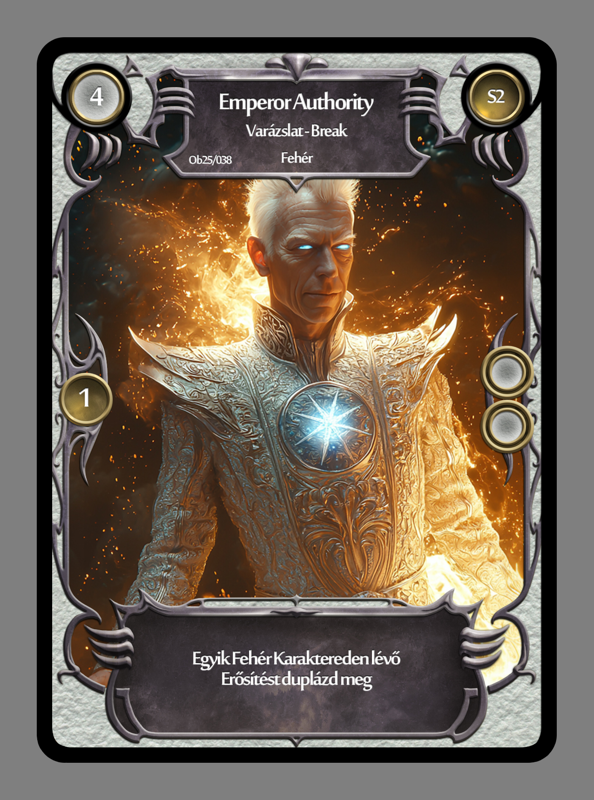 4
Emperor Authority
S2
Varázslat - Break
Ob25/038
Fehér
1
Egyik Fehér Karaktereden lévő
Erősítést duplázd meg